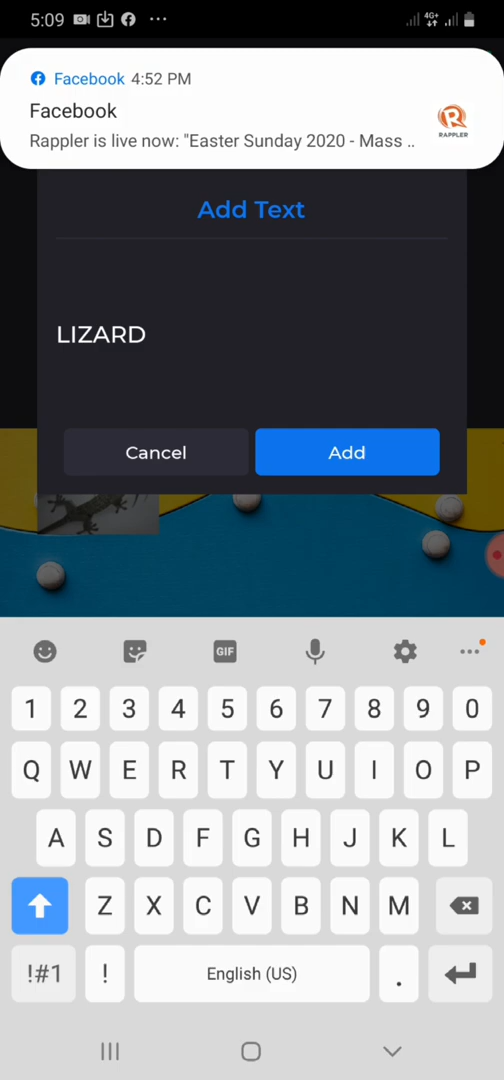 5:09
4G+
Facebook 4:52 PM
Facebook
Rappler is live now: "Easter Sunday 2020 - Mass ..
RAPPLER
Add Text
LIZARD
Cancel Add
GIF
1 2 3 4 5 6 7 8 9 0
Q W E R T Y U I O P
A S D F G H J K L
Z X C V B N M
!#1 ! English (US) .